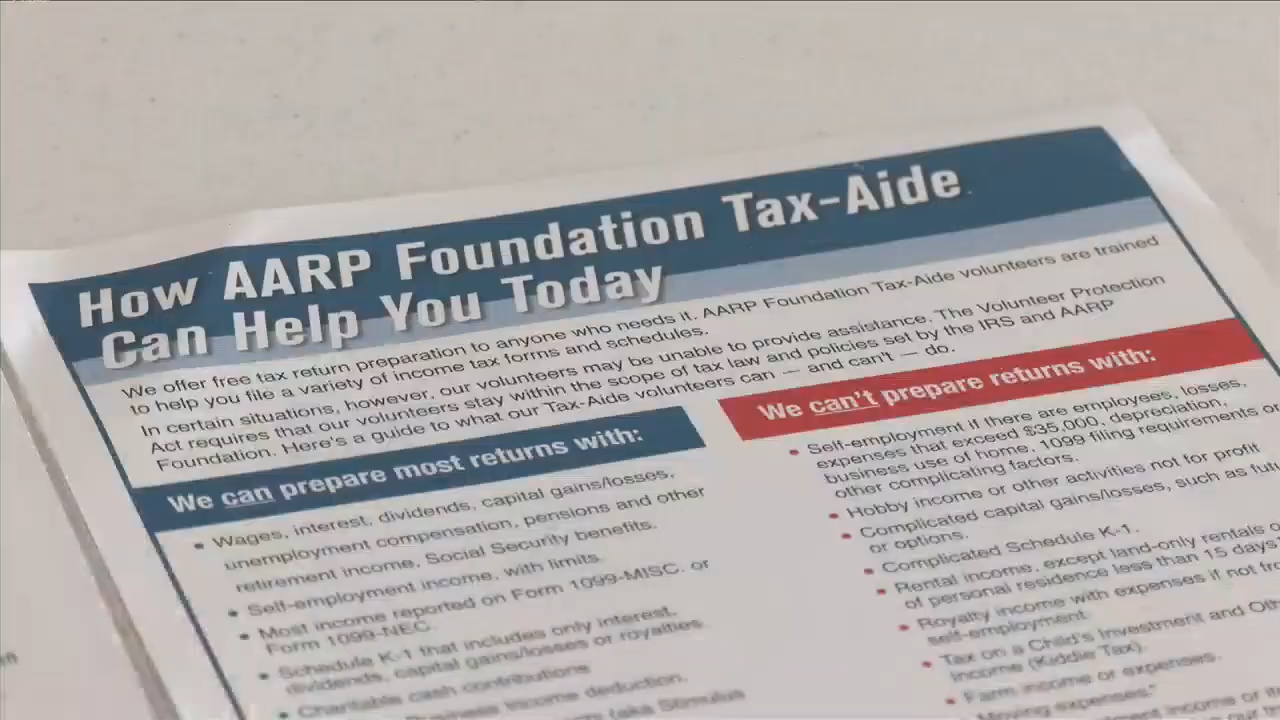 How AARP Foundation Tax-Aide
Can Help You Today
We offer free tax return preparation to anyone who needs it. AARP Foundation Tax-Aide volunteers are trained
to help you file a variety of income tax forms and schedules.
In certain situations, however, our volunteers may be unable to provide assistance. The Volunteer Protection
Act requires that our volunteers stay within the scope of tax law and policies set by the IRS and AARP
Foundation. Here's a guide to what our Tax-Aide volunteers can — and can't — do.
We can prepare most returns with:
• Wages, interest, dividends, capital gains/losses,
unemployment compensation, pensions and other
retirement income, Social Security benefits.
• Self-employment income, with limits.
• Most income reported on Form 1099-MISC. or
Form 1099-NEC.
• Schedule K-1 that includes only interest,
dividends, capital gains/losses or royalties.
• Charitable cash contributions
Business Income deduction.
(aka Stimulus
We can't prepare returns with:
• Self-employment if there are employees, losses,
expenses that exceed $35,000, depreciation,
business use of home, 1099 filing requirements or
other complicating factors.
• Hobby income or other activities not for profit
• Complicated capital gains/losses, such as
or options.
• Complicated Schedule K-1.
• Rental income, except land-only rentals
of personal residence less than 15 days
• Royalty income with expenses if not
self-employment.
• Tax on a Child's Investment and
Income (Kiddie Tax).
• Farm income or expenses.
• Moving expenses.*
income or